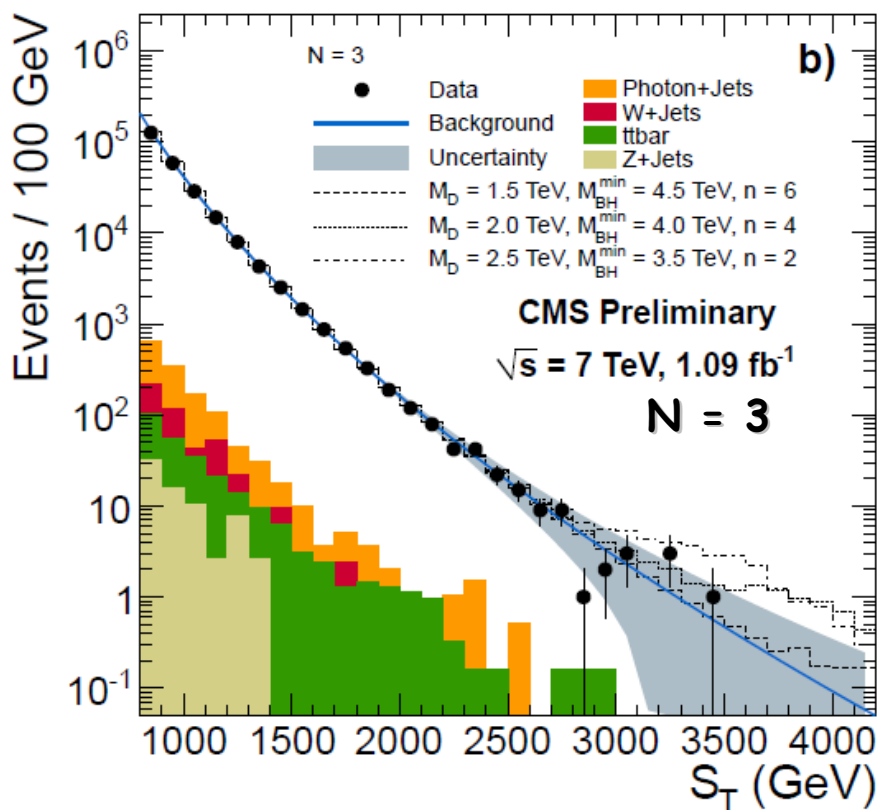 Events / 100 GeV
10^6
10^5
10^4
10^3
10^2
10
1
10^-1
N = 3
b)
Data
Background
Uncertainty
Photon+Jets
W+Jets
ttbar
Z+Jets
M_D = 1.5 TeV, M_BH^min = 4.5 TeV, n = 6
M_D = 2.0 TeV, M_BH^min = 4.0 TeV, n = 4
M_D = 2.5 TeV, M_BH^min = 3.5 TeV, n = 2
CMS Preliminary
√s = 7 TeV, 1.09 fb^-1
N = 3
1000 1500 2000 2500 3000 3500 4000
S_T (GeV)